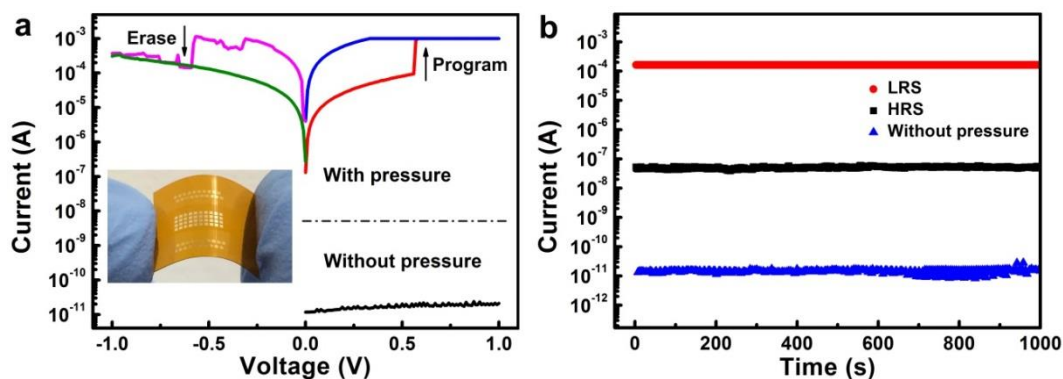 a
Current (A)
10⁻³
10⁻⁴
10⁻⁵
10⁻⁶
10⁻⁷
10⁻⁸
10⁻⁹
10⁻¹⁰
10⁻¹¹
Erase
Program
With pressure
Without pressure
-1.0 -0.5 0.0 0.5 1.0
Voltage (V)
b
Current (A)
10⁻³
10⁻⁴
10⁻⁵
10⁻⁶
10⁻⁷
10⁻⁸
10⁻⁹
10⁻¹⁰
10⁻¹¹
10⁻¹²
LRS
HRS
Without pressure
0 200 400 600 800 1000
Time (s)